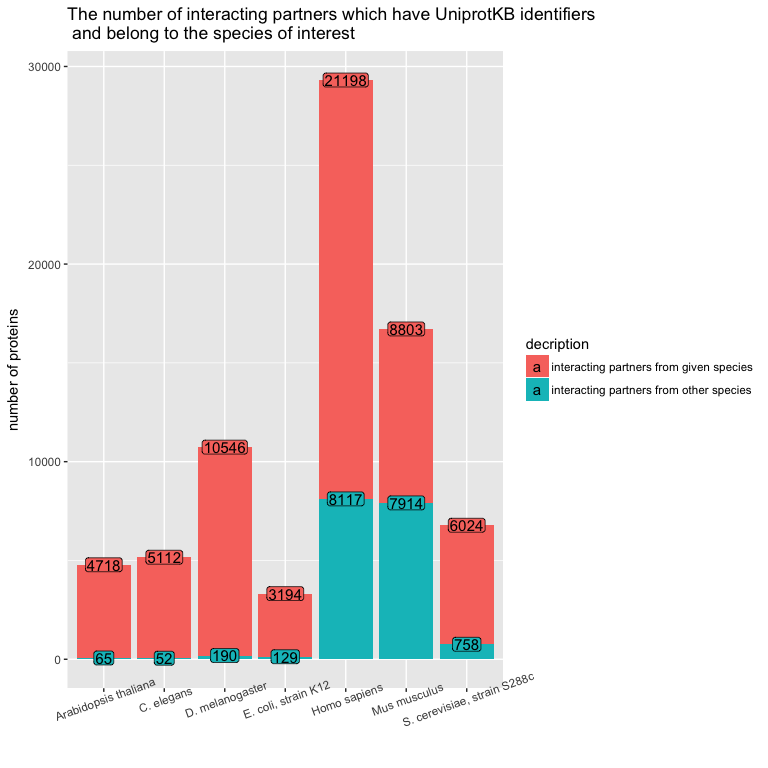 The number of interacting partners which have UniprotKB identifiers
and belong to the species of interest
number of proteins
30000
20000
10000
0
21198
8803
10546
8117
7914
6024
5112
4718
3194
758
65
52
190
129
Arabidopsis thaliana
C. elegans
D. melanogaster
E. coli, strain K12
Homo sapiens
Mus musculus
S. cerevisiae, strain S288c
decription
a interacting partners from given species
a interacting partners from other species